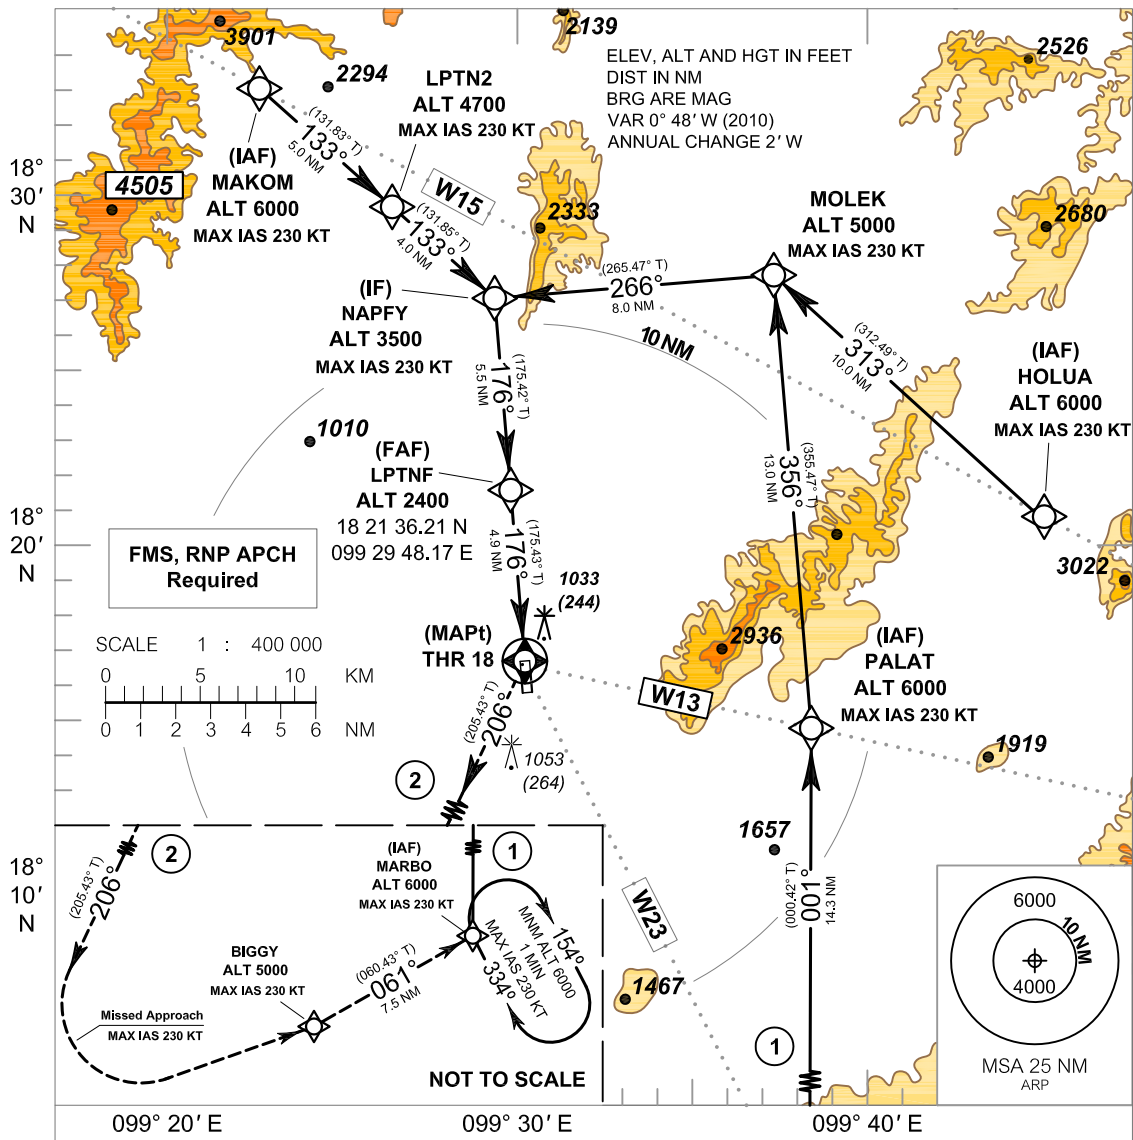 3901
2139
2294
2526
ELEV, ALT AND HGT IN FEET
DIST IN NM
BRG ARE MAG
VAR 0° 48' W (2010)
ANNUAL CHANGE 2' W
LPTN2
ALT 4700
MAX IAS 230 KT
(131.83° T)
133°
5.0 NM
(IAF)
MAKOM
ALT 6000
MAX IAS 230 KT
18°
30'
N
4505
W15
2333
(131.85° T)
133°
4.0 NM
MOLEK
ALT 5000
MAX IAS 230 KT
2680
(265.47° T)
266°
8.0 NM
(IF)
NAPFY
ALT 3500
MAX IAS 230 KT
10 NM
(312.49° T)
313°
10.0 NM
(IAF)
HOLUA
ALT 6000
MAX IAS 230 KT
(175.42° T)
176°
5.5 NM
1010
(FAF)
LPTNF
ALT 2400
18 21 36.21 N
099 29 48.17 E
(355.47° T)
356°
13.0 NM
18°
20'
N
FMS, RNP APCH
Required
(175.43° T)
176°
4.9 NM
3022
1033
(244)
SCALE 1 : 400 000
0 5 10 KM
0 1 2 3 4 5 6 NM
(MAPt)
THR 18
2936
(IAF)
PALAT
ALT 6000
MAX IAS 230 KT
W13
1919
(205.43° T)
206°
1053
(264)
2
1657
18°
10'
N
2
(205.43° T)
206°
(IAF)
MARBO
ALT 6000
MAX IAS 230 KT
1
MNM ALT 6000
1 MIN
MAX IAS 230 KT
154°
334°
BIGGY
ALT 5000
MAX IAS 230 KT
(060.43° T)
061°
7.5 NM
Missed Approach
MAX IAS 230 KT
NOT TO SCALE
W23
1467
(000.42° T)
001°
14.3 NM
1
6000
10 NM
4000
MSA 25 NM
ARP
099° 20' E
099° 30' E
099° 40' E